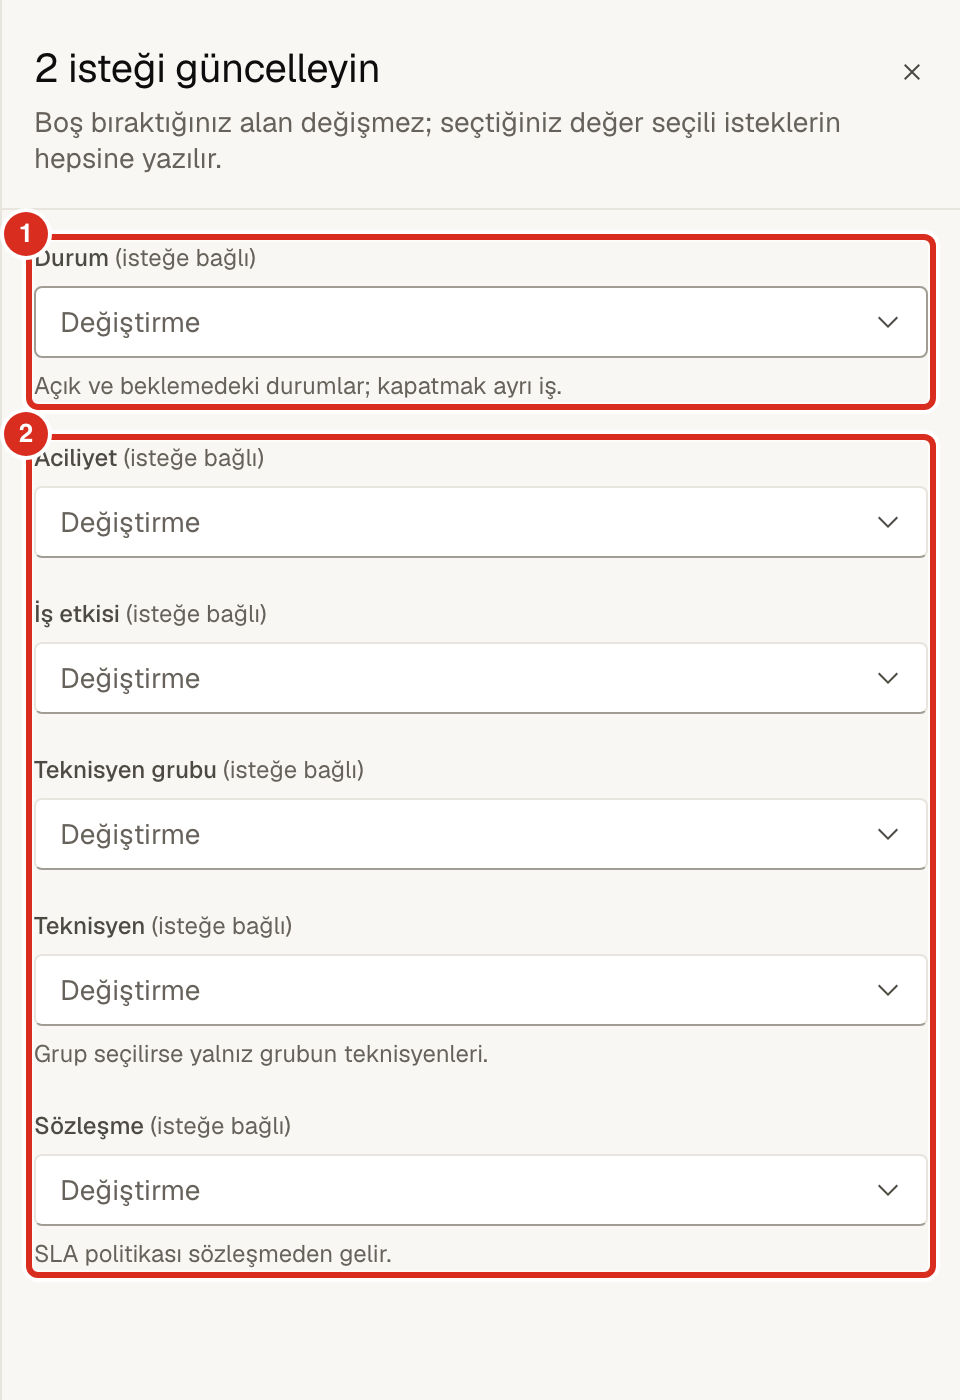 2 isteği güncelleyin
Boş bıraktığınız alan değişmez; seçtiğiniz değer seçili isteklerin
hepsine yazılır.
1
Durum (isteğe bağlı)
Değiştirme
Açık ve beklemedeki durumlar; kapatmak ayrı iş.
2
Aciliyet (isteğe bağlı)
Değiştirme
İş etkisi (isteğe bağlı)
Değiştirme
Teknisyen grubu (isteğe bağlı)
Değiştirme
Teknisyen (isteğe bağlı)
Değiştirme
Grup seçilirse yalnız grubun teknisyenleri.
Sözleşme (isteğe bağlı)
Değiştirme
SLA politikası sözleşmeden gelir.